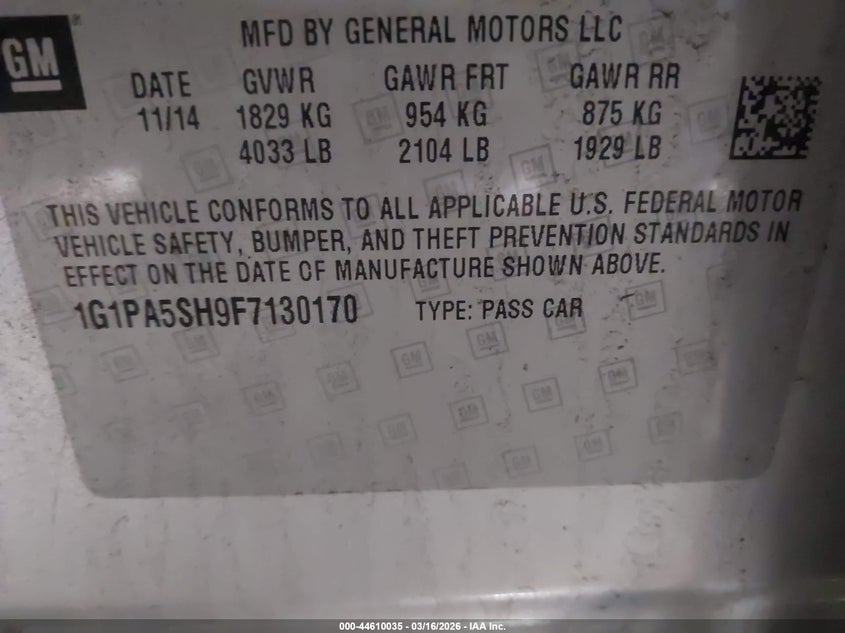 GM
MFD BY GENERAL MOTORS LLC
DATE GVWR GAWR FRT GAWR RR
11/14 1829 KG 954 KG 875 KG
4033 LB 2104 LB 1929 LB
THIS VEHICLE CONFORMS TO ALL APPLICABLE U.S. FEDERAL MOTOR
VEHICLE SAFETY, BUMPER, AND THEFT PREVENTION STANDARDS IN
EFFECT ON THE DATE OF MANUFACTURE SHOWN ABOVE.
1G1PA5SH9F7130170 TYPE: PASS CAR
000-44610035 - 03/16/2026 - IAA Inc.